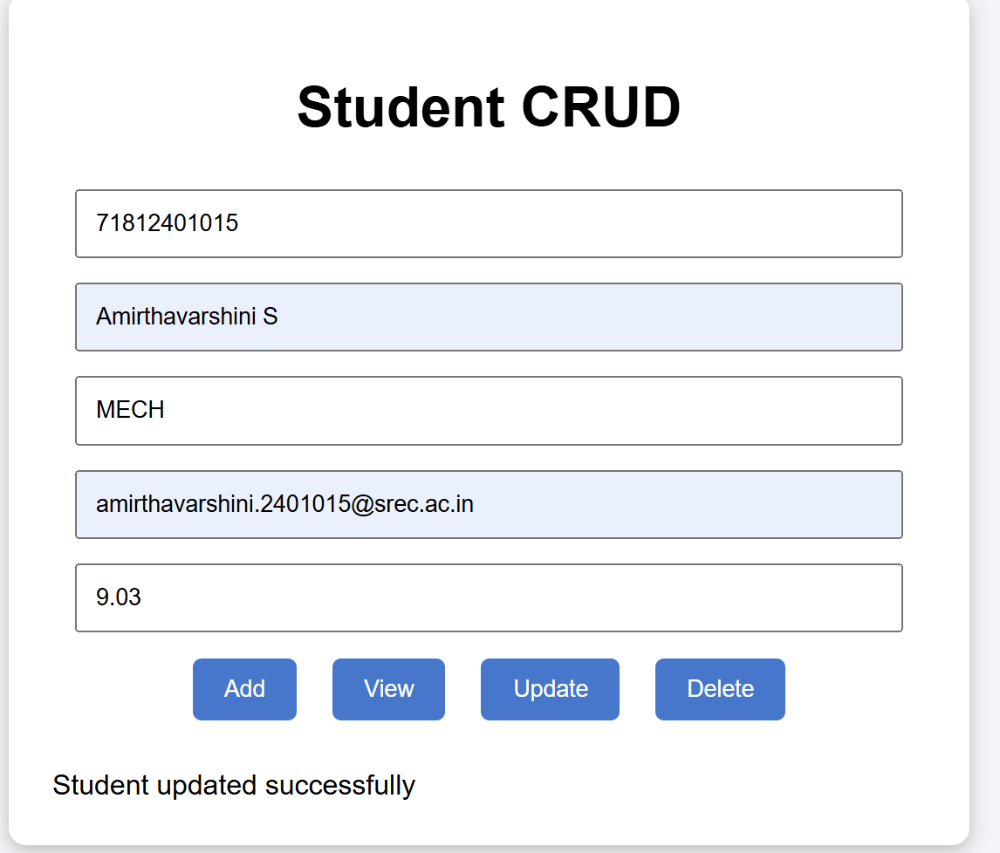 Student CRUD
71812401015
Amirthavarshini S
MECH
amirthavarshini.2401015@srec.ac.in
9.03
Add View Update Delete
Student updated successfully